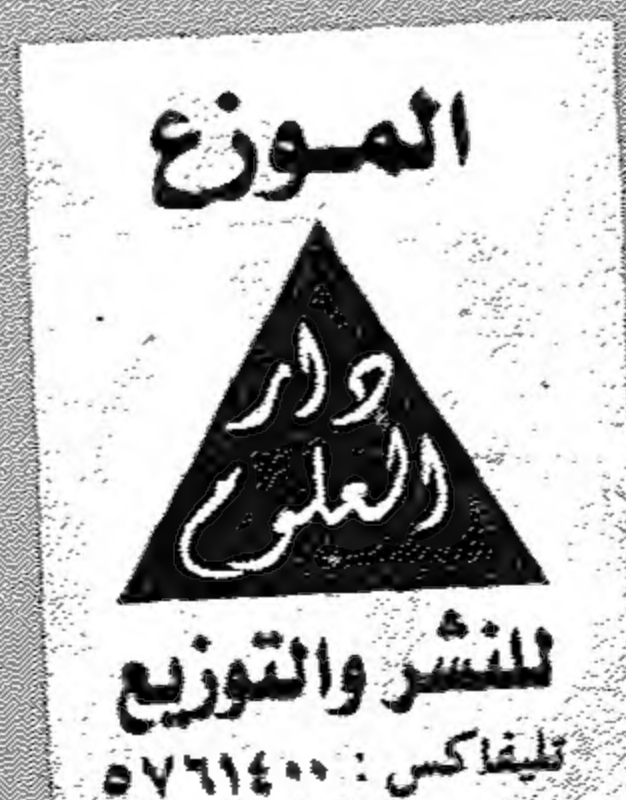 الموزع
دار
العلوم
للنشر والتوزيع
تليفاكس : ٥٧٦١٤٠٠